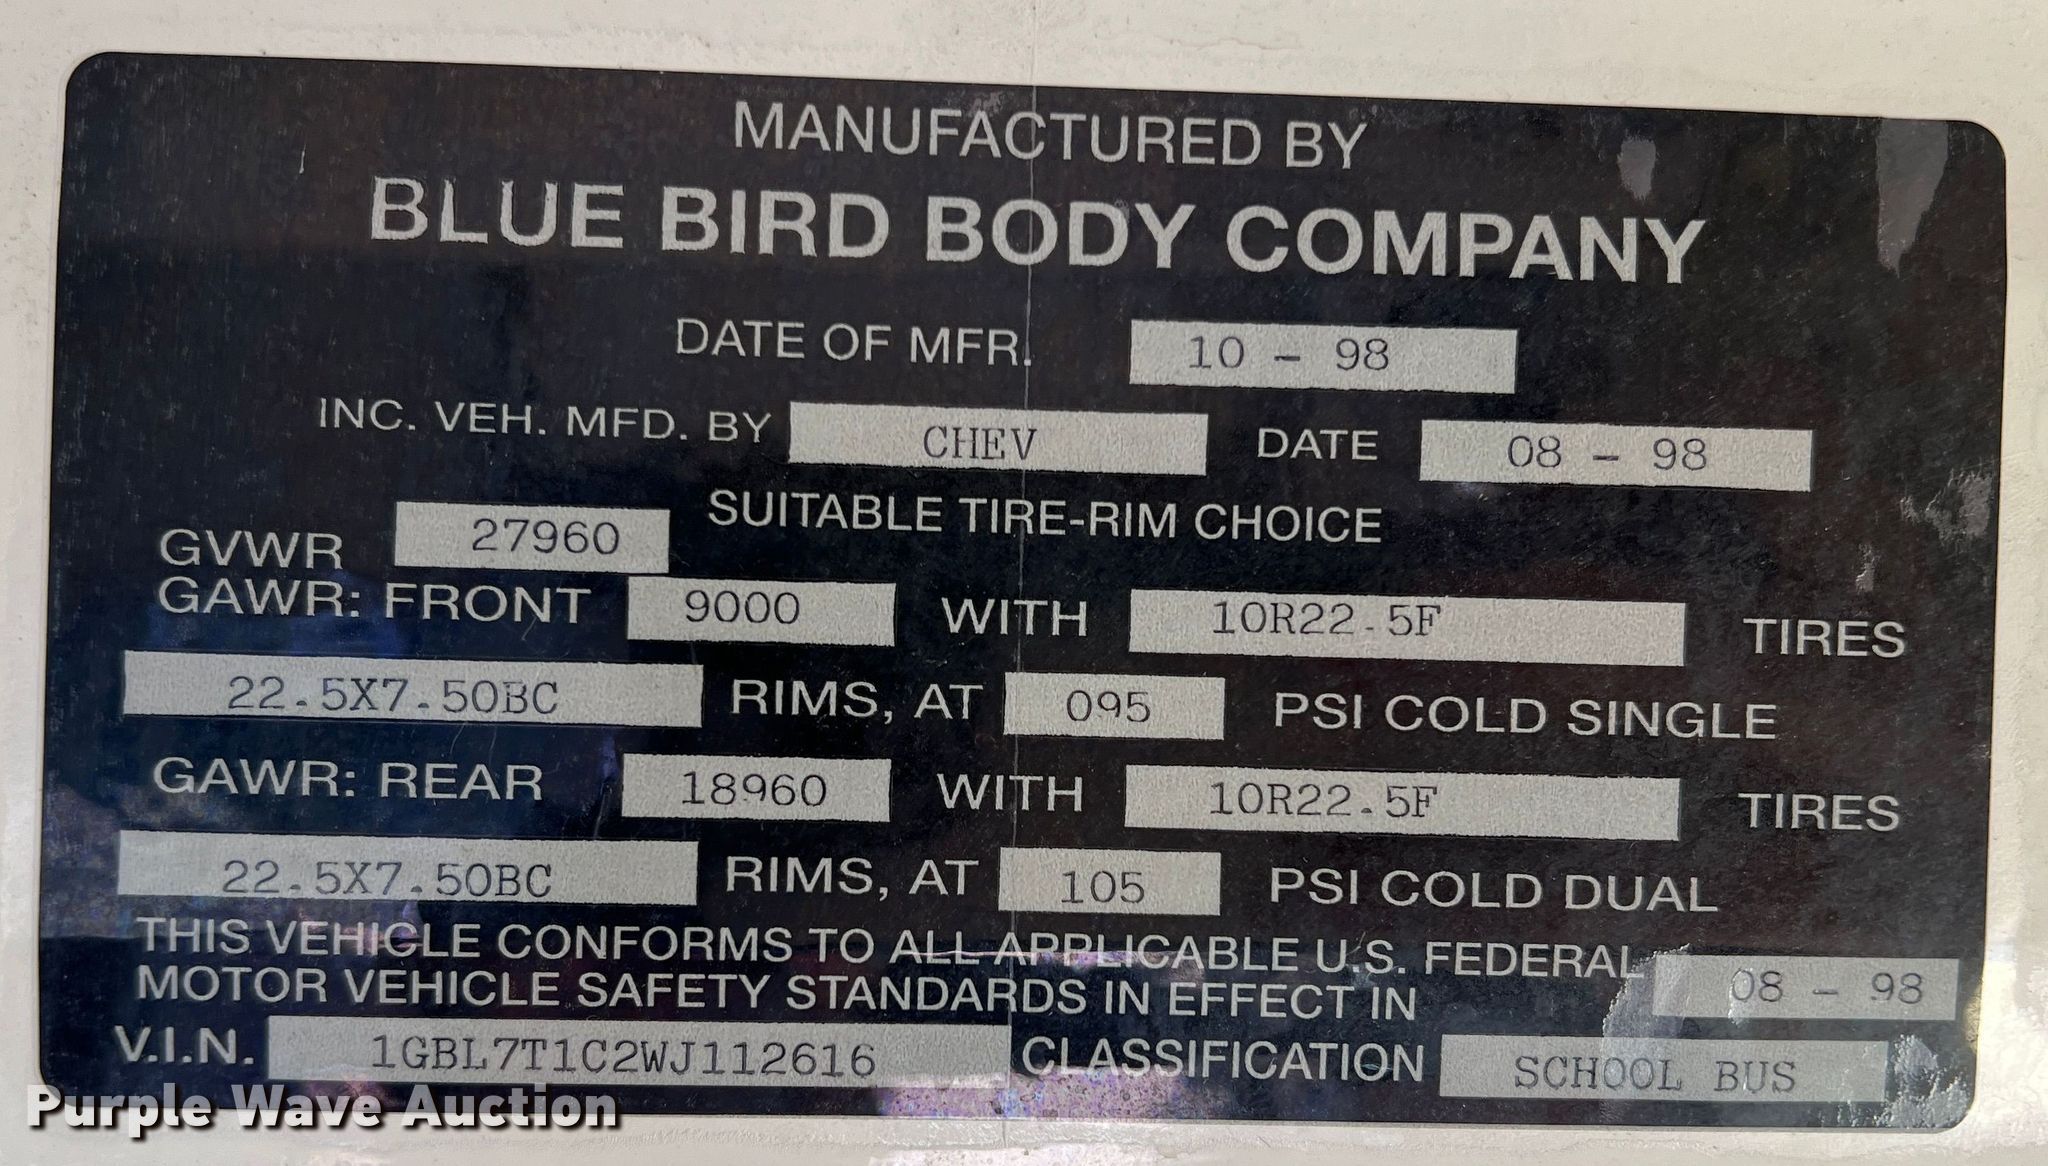 MANUFACTURED BY
BLUE BIRD BODY COMPANY
DATE OF MFR. 10 - 98
INC. VEH. MFD. BY CHEV DATE 08 - 98
SUITABLE TIRE-RIM CHOICE
GVWR 27960
GAWR: FRONT 9000 WITH 10R22.5F TIRES
22.5X7.50BC RIMS, AT 095 PSI COLD SINGLE
GAWR: REAR 18960 WITH 10R22.5F TIRES
22.5X7.50BC RIMS, AT 105 PSI COLD DUAL
THIS VEHICLE CONFORMS TO ALL APPLICABLE U.S. FEDERAL
MOTOR VEHICLE SAFETY STANDARDS IN EFFECT IN 08 - 98
V.I.N. 1GBL7T1C2WJ112616 CLASSIFICATION SCHOOL BUS
Purple Wave Auction